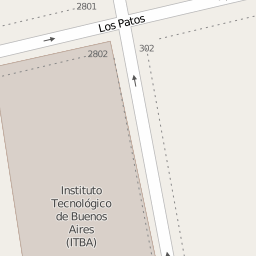 2801
Los Patos
2802
302
Instituto
Tecnológico
de Buenos
Aires
(ITBA)